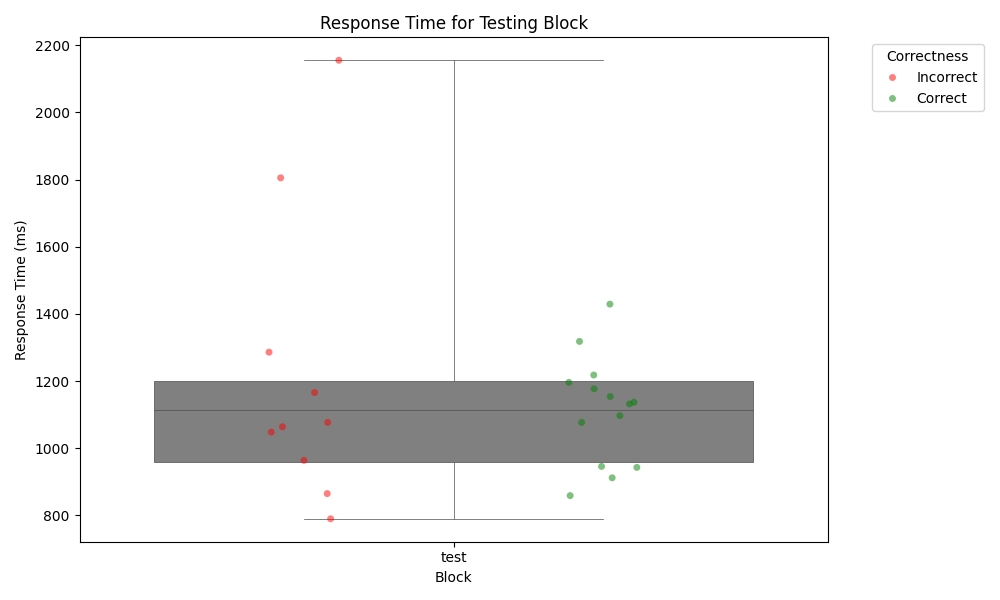 Response Time for Testing Block
Correctness
Incorrect
Correct
Response Time (ms)
2200
2000
1800
1600
1400
1200
1000
800
test
Block